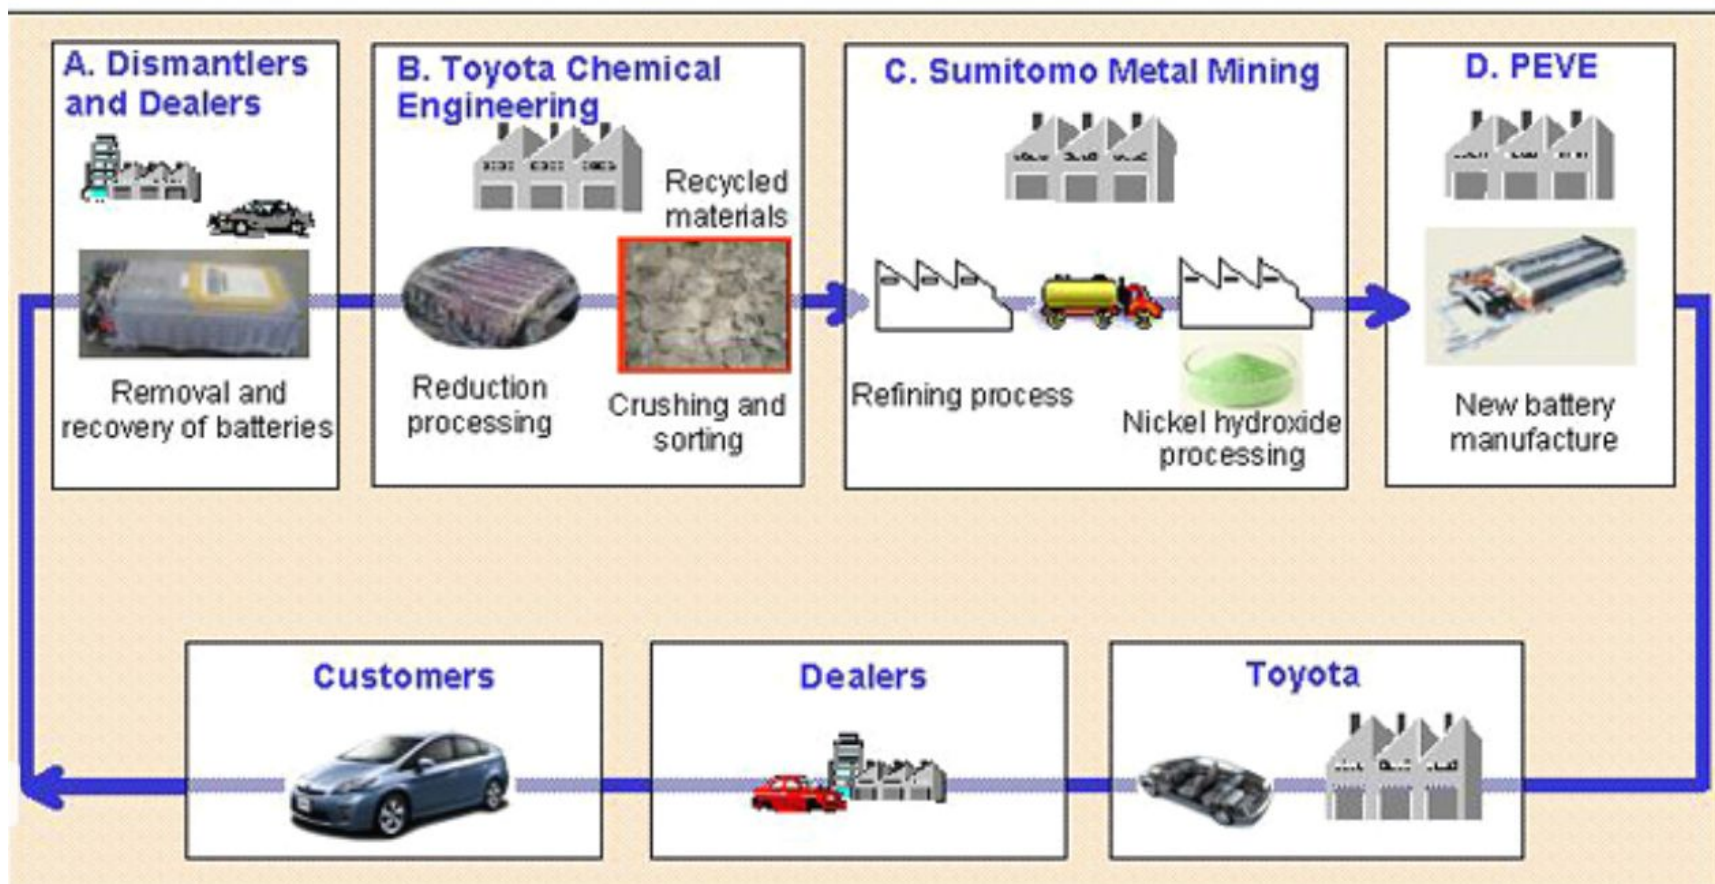 A. Dismantlers
and Dealers
Removal and
recovery of batteries
B. Toyota Chemical
Engineering
Recycled
materials
Reduction
processing
Crushing and
sorting
C. Sumitomo Metal Mining
Refining process
Nickel hydroxide
processing
D. PEVE
New battery
manufacture
Customers
Dealers
Toyota